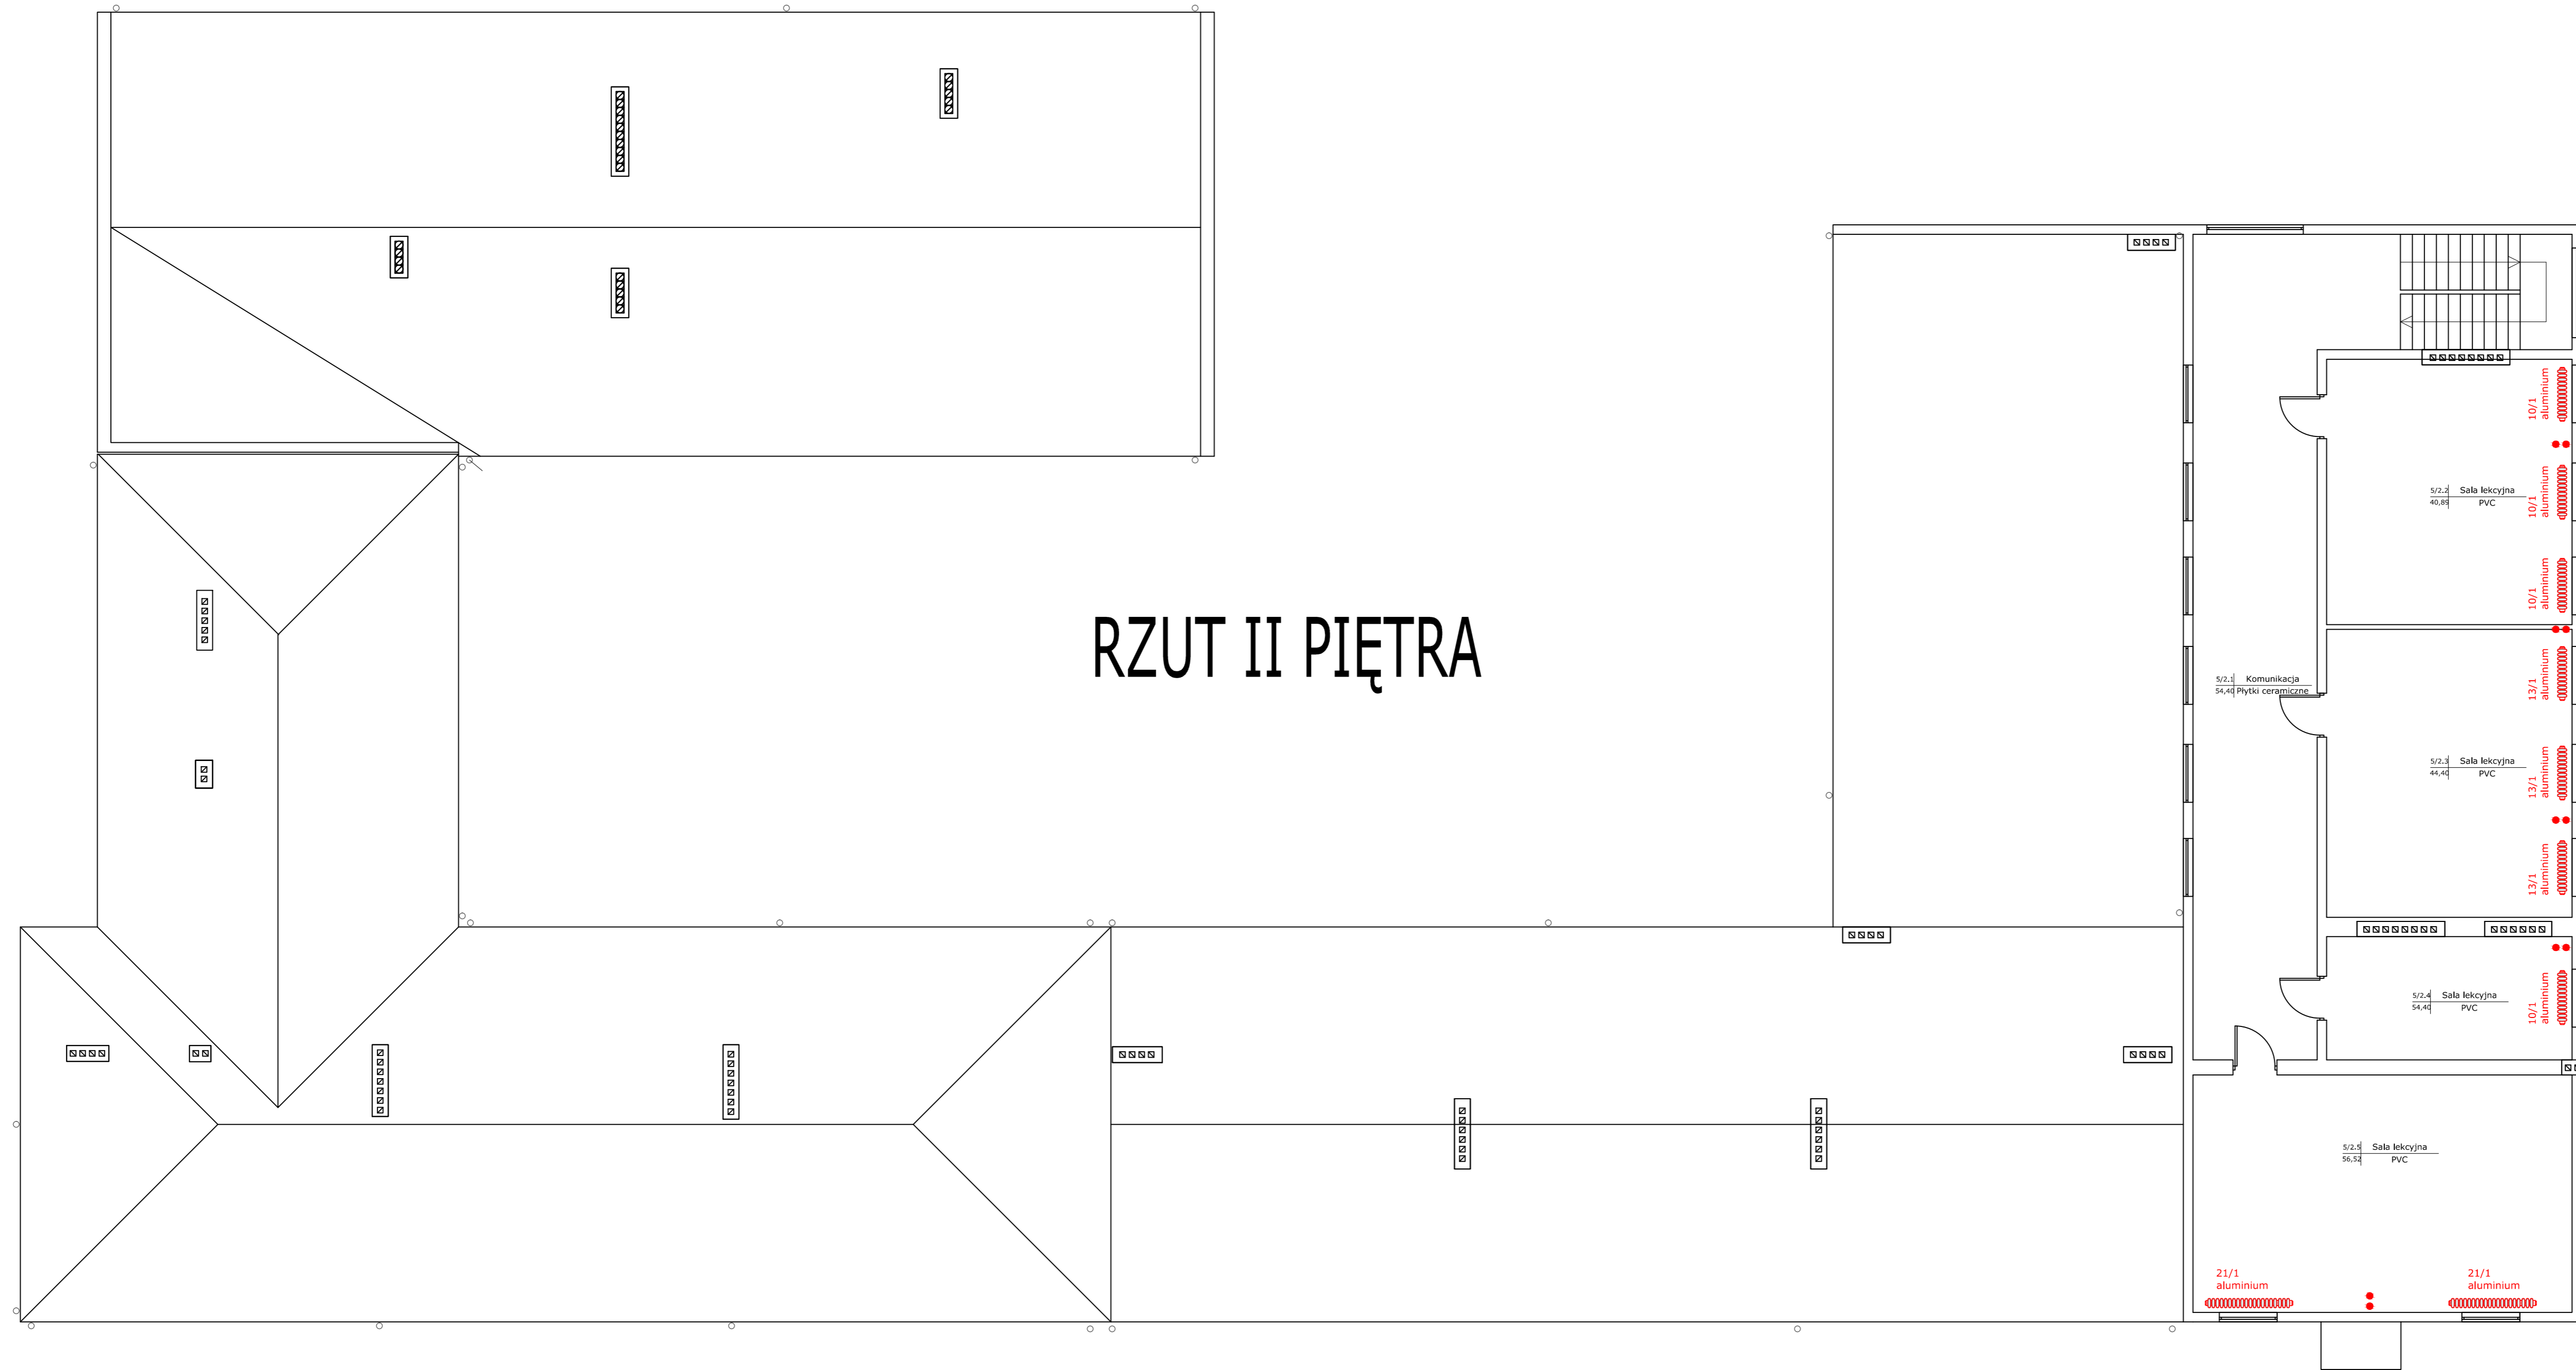 RZUT II PIĘTRA
10/1
aluminium
5/2.2 Sala lekcyjna
40,89 PVC
10/1
aluminium
10/1
aluminium
5/2.1 Komunikacja
54,40 Płytki ceramiczne
13/1
aluminium
5/2.3 Sala lekcyjna
44,40 PVC
13/1
aluminium
13/1
aluminium
5/2.4 Sala lekcyjna
54,40 PVC
10/1
aluminium
5/2.5 Sala lekcyjna
56,52 PVC
21/1
aluminium
21/1
aluminium